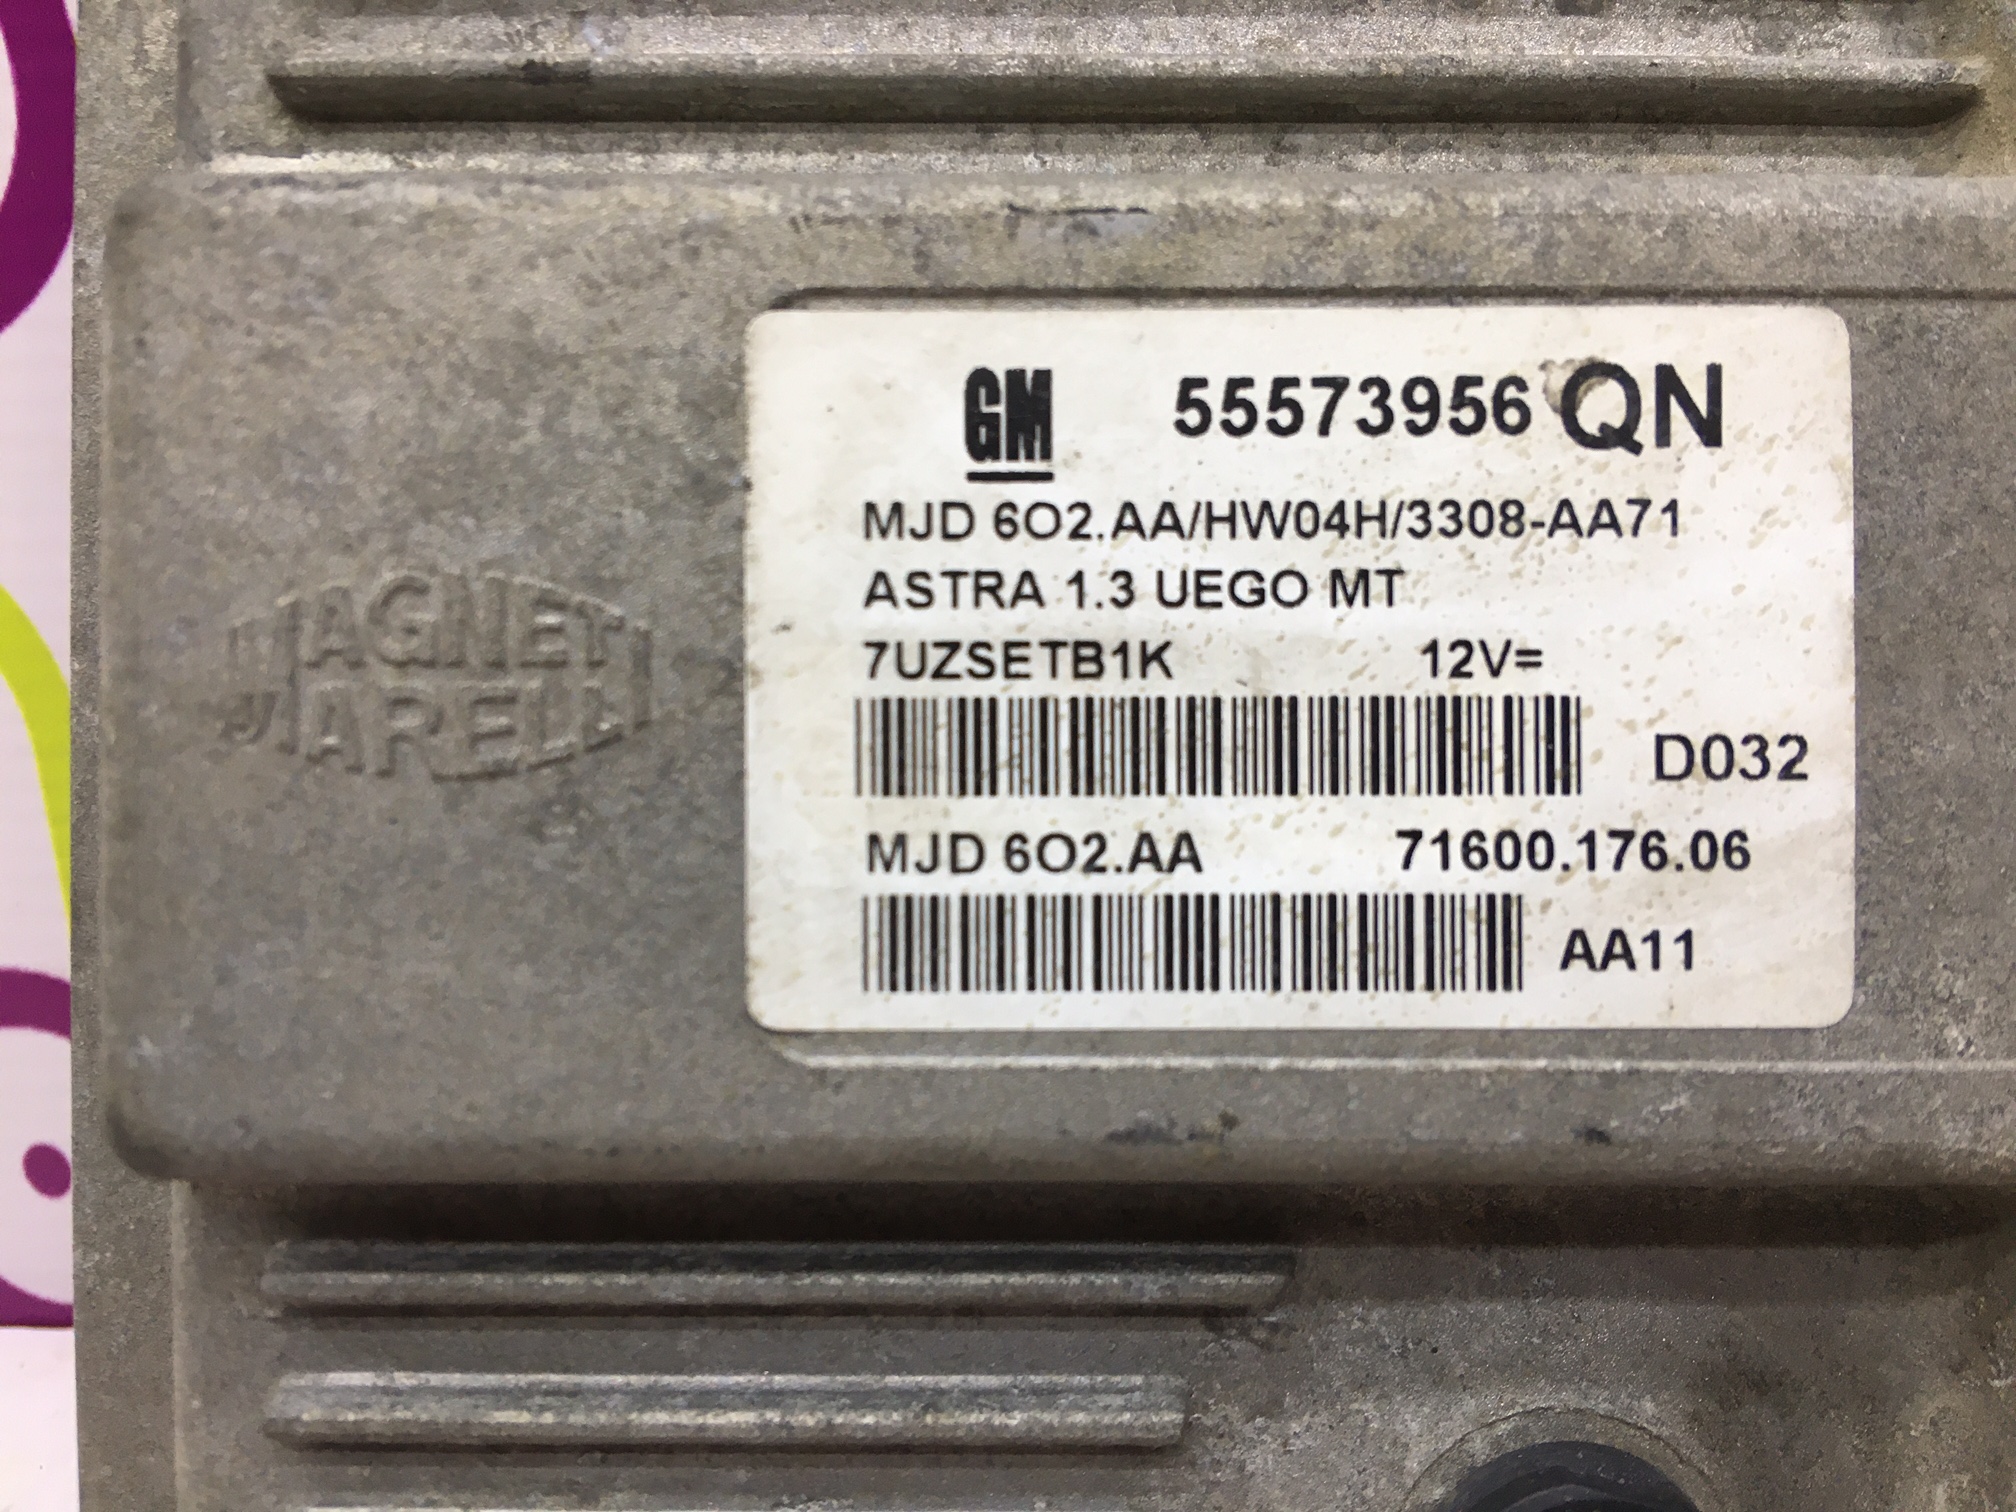 MAGNETI
MARELLI
GM 55573956 QN
MJD 6O2.AA/HW04H/3308-AA71
ASTRA 1.3 UEGO MT
7UZSETB1K 12V=
D032
MJD 6O2.AA 71600.176.06
AA11